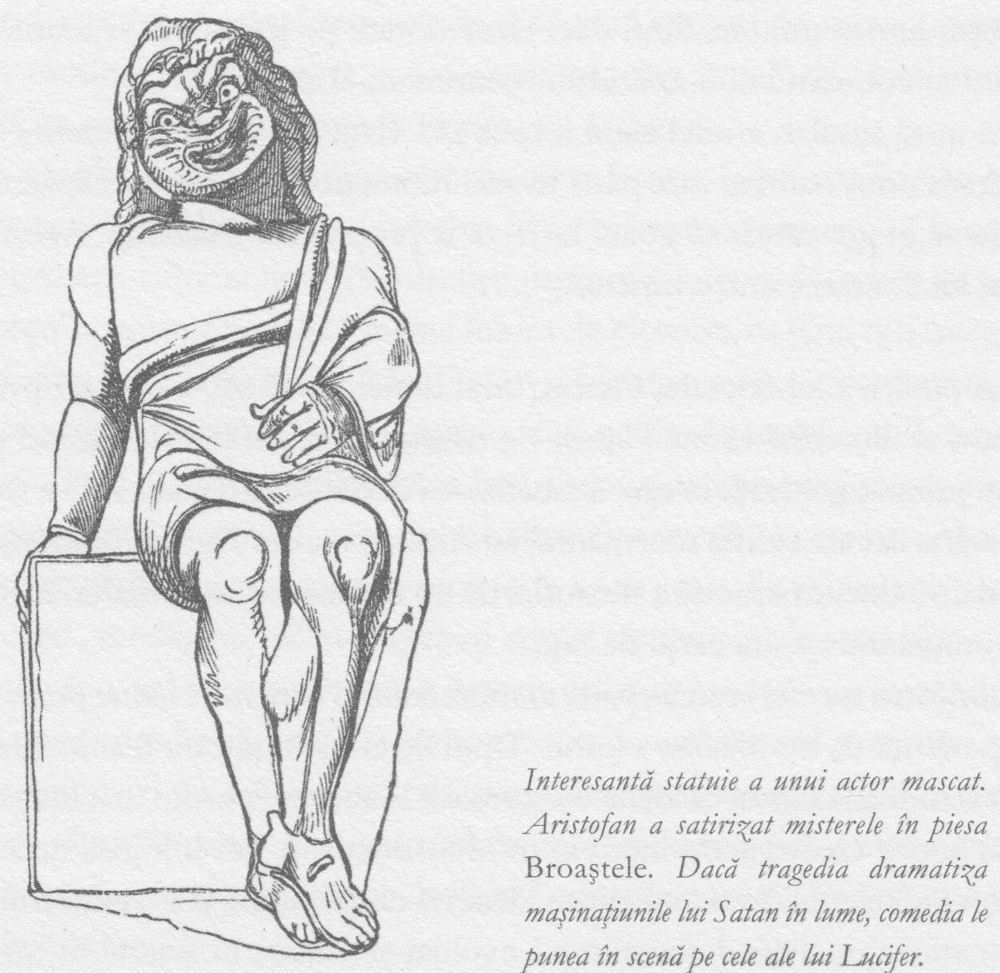 Interesantă statuie a unui actor mascat.
Aristofan a satirizat misterele în piesa
Broaştele. Dacă tragedia dramatiza
maşinaţiunile lui Satan în lume, comedia le
punea în scenă pe cele ale lui Lucifer.